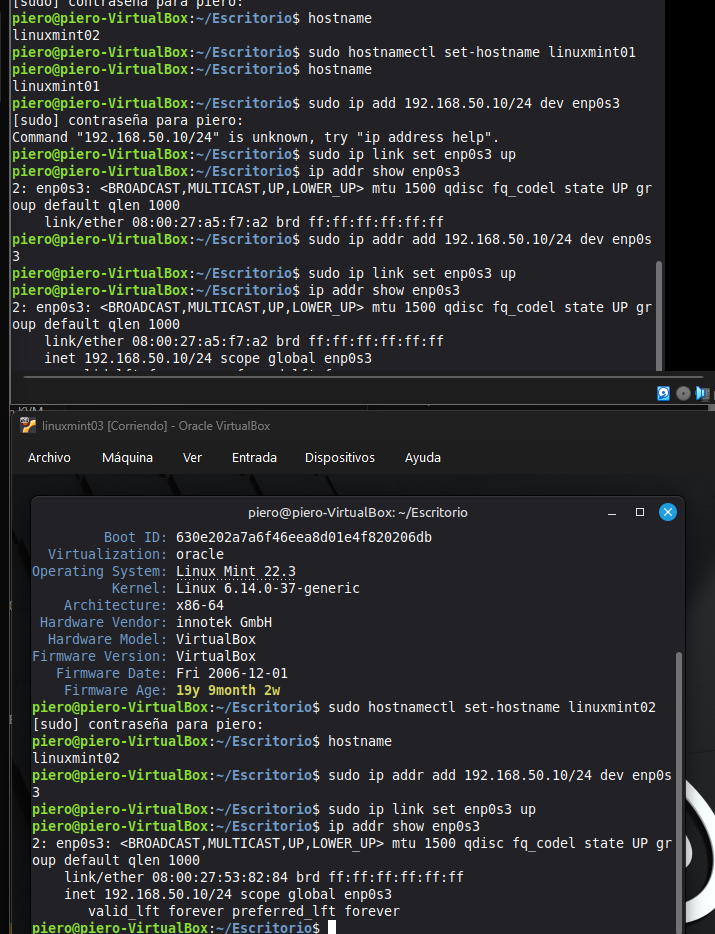 [sudo] contraseña para piero:
piero@piero-VirtualBox:~/Escritorio$ hostname
linuxmint02
piero@piero-VirtualBox:~/Escritorio$ sudo hostnamectl set-hostname linuxmint01
piero@piero-VirtualBox:~/Escritorio$ hostname
linuxmint01
piero@piero-VirtualBox:~/Escritorio$ sudo ip add 192.168.50.10/24 dev enp0s3
[sudo] contraseña para piero:
Command "192.168.50.10/24" is unknown, try "ip address help".
piero@piero-VirtualBox:~/Escritorio$ sudo ip link set enp0s3 up
piero@piero-VirtualBox:~/Escritorio$ ip addr show enp0s3
2: enp0s3: <BROADCAST,MULTICAST,UP,LOWER_UP> mtu 1500 qdisc fq_codel state UP gr
oup default qlen 1000
link/ether 08:00:27:a5:f7:a2 brd ff:ff:ff:ff:ff:ff
piero@piero-VirtualBox:~/Escritorio$ sudo ip addr add 192.168.50.10/24 dev enp0s
3
piero@piero-VirtualBox:~/Escritorio$ sudo ip link set enp0s3 up
piero@piero-VirtualBox:~/Escritorio$ ip addr show enp0s3
2: enp0s3: <BROADCAST,MULTICAST,UP,LOWER_UP> mtu 1500 qdisc fq_codel state UP gr
oup default qlen 1000
link/ether 08:00:27:a5:f7:a2 brd ff:ff:ff:ff:ff:ff
inet 192.168.50.10/24 scope global enp0s3
linuxmint03 [Corriendo] - Oracle VirtualBox
Archivo Máquina Ver Entrada Dispositivos Ayuda
piero@piero-VirtualBox: ~/Escritorio
Boot ID: 630e202a7a6f46eea8d01e4f820206db
Virtualization: oracle
Operating System: Linux Mint 22.3
Kernel: Linux 6.14.0-37-generic
Architecture: x86-64
Hardware Vendor: innotek GmbH
Hardware Model: VirtualBox
Firmware Version: VirtualBox
Firmware Date: Fri 2006-12-01
Firmware Age: 19y 9month 2w
piero@piero-VirtualBox:~/Escritorio$ sudo hostnamectl set-hostname linuxmint02
[sudo] contraseña para piero:
piero@piero-VirtualBox:~/Escritorio$ hostname
linuxmint02
piero@piero-VirtualBox:~/Escritorio$ sudo ip addr add 192.168.50.10/24 dev enp0s
3
piero@piero-VirtualBox:~/Escritorio$ sudo ip link set enp0s3 up
piero@piero-VirtualBox:~/Escritorio$ ip addr show enp0s3
2: enp0s3: <BROADCAST,MULTICAST,UP,LOWER_UP> mtu 1500 qdisc fq_codel state UP gr
oup default qlen 1000
link/ether 08:00:27:53:82:84 brd ff:ff:ff:ff:ff:ff
inet 192.168.50.10/24 scope global enp0s3
valid_lft forever preferred_lft forever
piero@piero-VirtualBox:~/Escritorio$